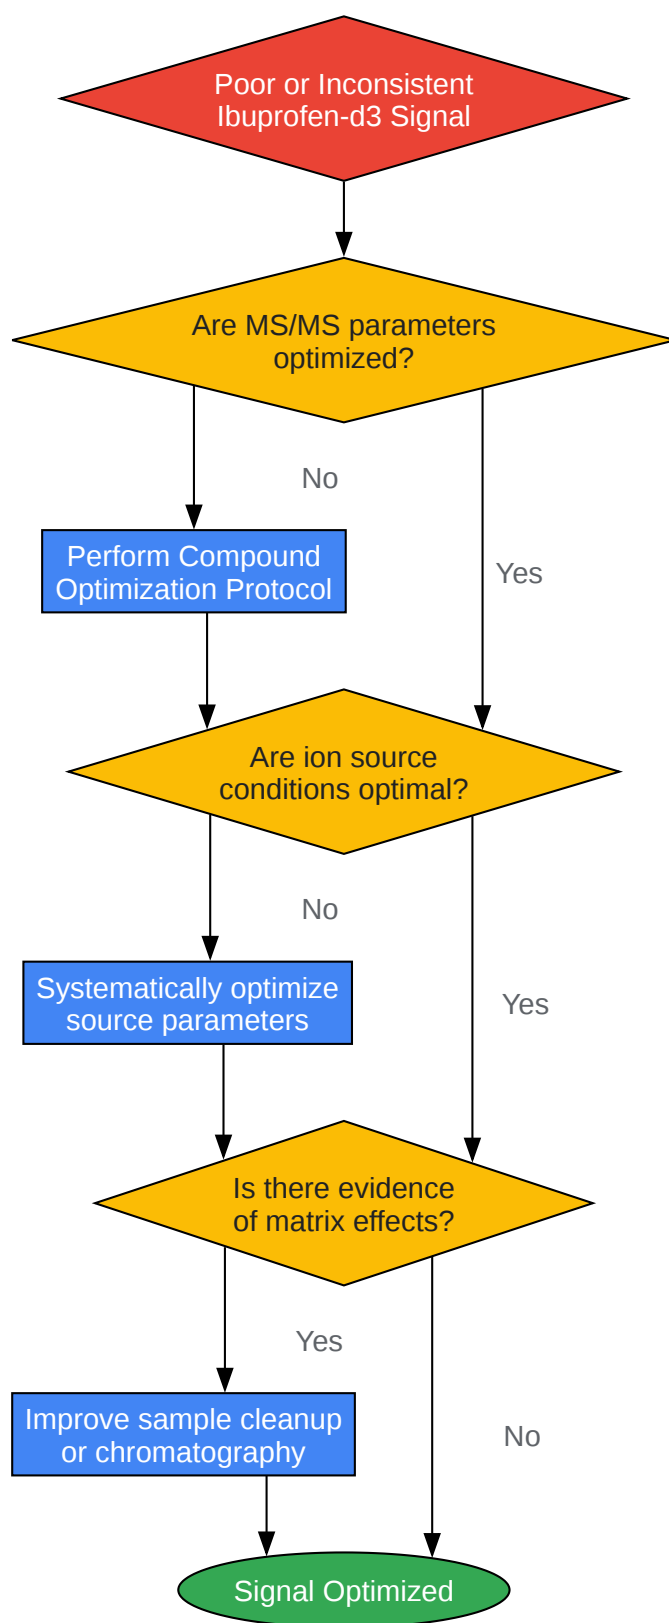 Poor or Inconsistent
Ibuprofen-d3 Signal
Are MS/MS parameters
optimized?
No
Perform Compound
Optimization Protocol
Yes
Are ion source
conditions optimal?
No
Systematically optimize
source parameters
Yes
Is there evidence
of matrix effects?
Yes
Improve sample cleanup
or chromatography
No
Signal Optimized